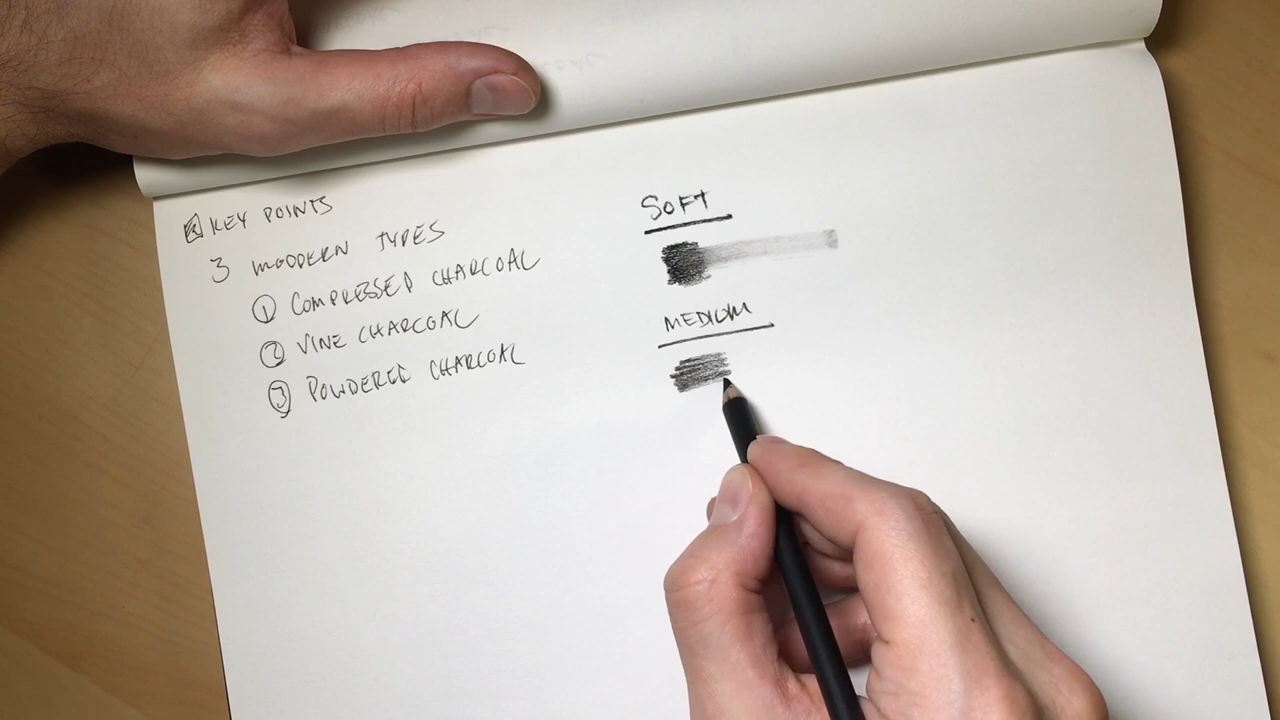 KEY POINTS
3 MODERN TYPES
1 COMPRESSED CHARCOAL
2 VINE CHARCOAL
3 POWDERED CHARCOAL
SOFT
MEDIUM